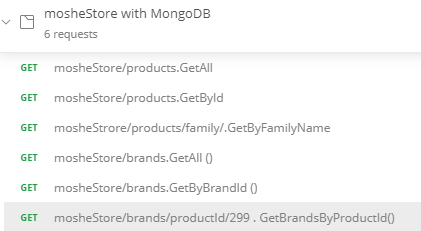 mosheStore with MongoDB
6 requests
GET mosheStore/products.GetAll
GET mosheStore/products.GetById
GET mosheStrore/products/family/.GetByFamilyName
GET mosheStore/brands.GetAll ()
GET mosheStore/brands.GetByBrandId ()
GET mosheStore/brands/productId/299 . GetBrandsByProductId()